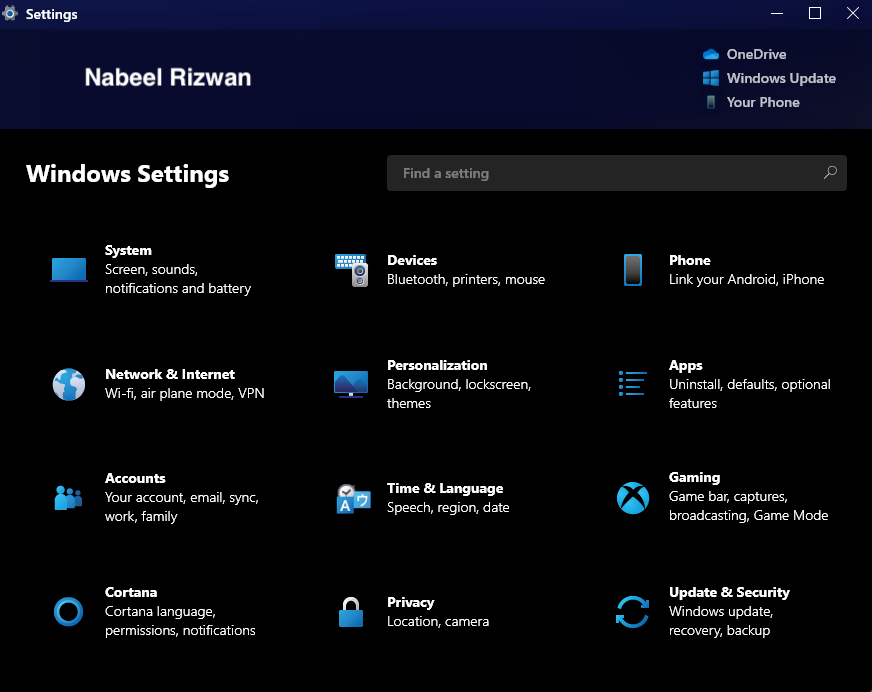 Settings
Nabeel Rizwan
OneDrive
Windows Update
Your Phone
Windows Settings
Find a setting
System
Screen, sounds,
notifications and battery
Devices
Bluetooth, printers, mouse
Phone
Link your Android, iPhone
Network & Internet
Wi-fi, air plane mode, VPN
Personalization
Background, lockscreen,
themes
Apps
Uninstall, defaults, optional
features
Accounts
Your account, email, sync,
work, family
Time & Language
Speech, region, date
Gaming
Game bar, captures,
broadcasting, Game Mode
Cortana
Cortana language,
permissions, notifications
Privacy
Location, camera
Update & Security
Windows update,
recovery, backup